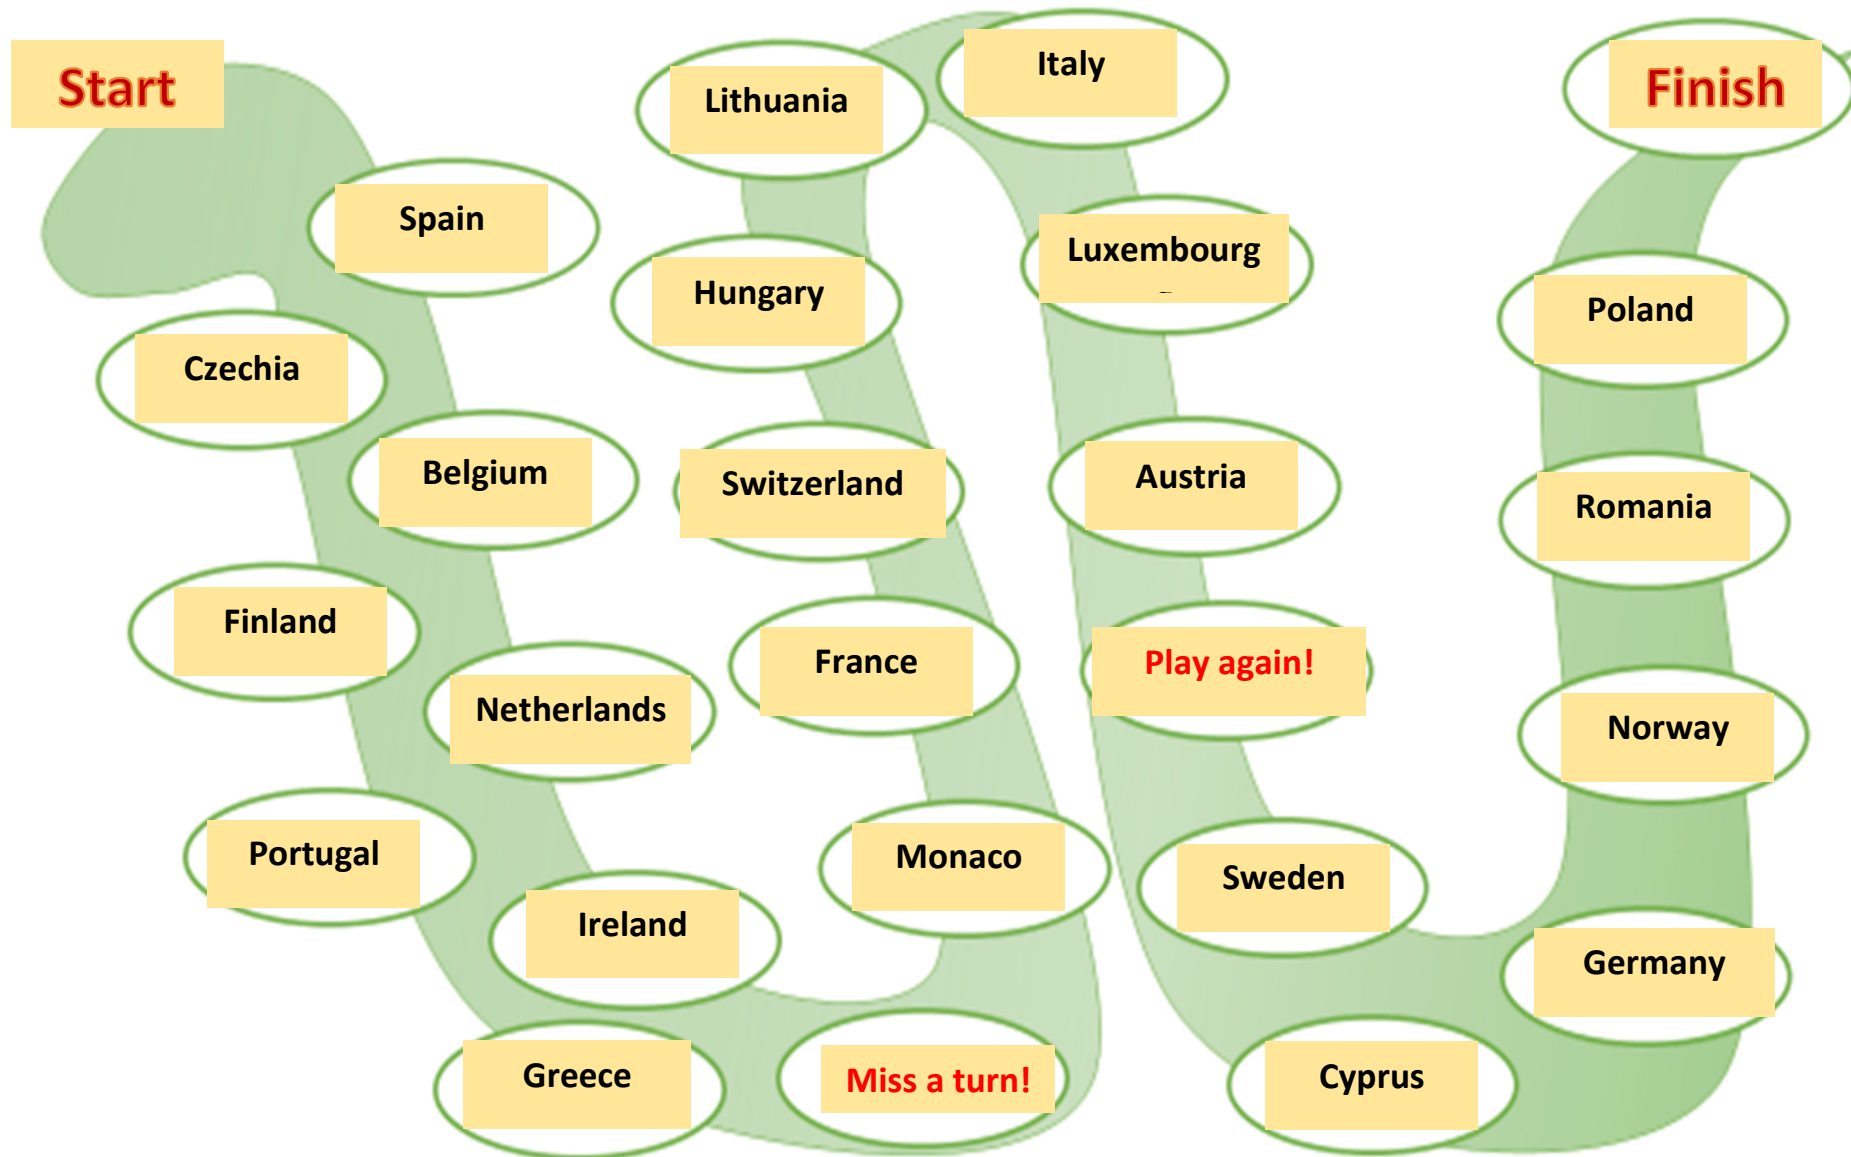 Start
Spain
Czechia
Belgium
Finland
Netherlands
Portugal
Ireland
Greece
Miss a turn!
Monaco
France
Switzerland
Hungary
Lithuania
Italy
Luxembourg
Austria
Play again!
Sweden
Cyprus
Germany
Norway
Romania
Poland
Finish